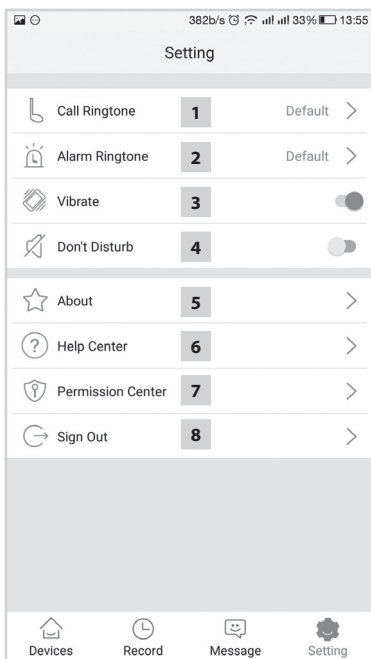 382b/s 33% 13:55
Setting
Call Ringtone 1 Default
Alarm Ringtone 2 Default
Vibrate 3
Don't Disturb 4
About 5
? Help Center 6
Permission Center 7
Sign Out 8
Devices Record Message Setting